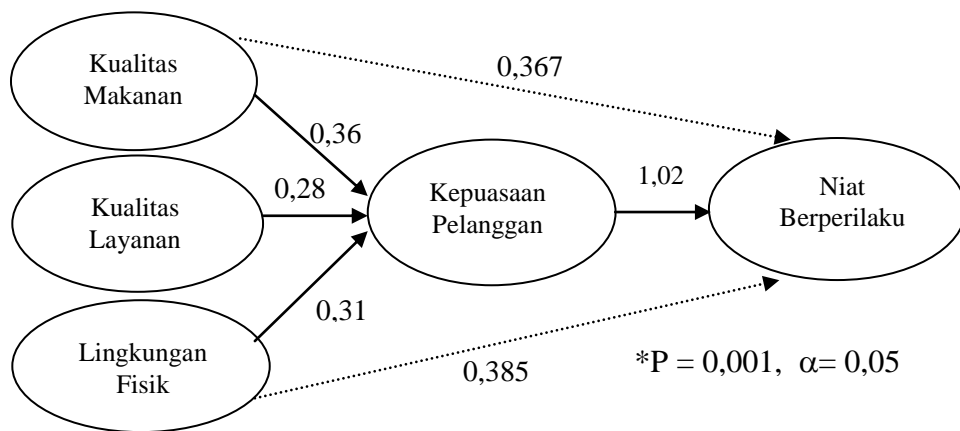 Kualitas
Makanan
0,367
0,36
Kualitas
Layanan
0,28
Kepuasaan
Pelanggan
1,02
Niat
Berperilaku
0,31
Lingkungan
Fisik
0,385
*P = 0,001, α= 0,05